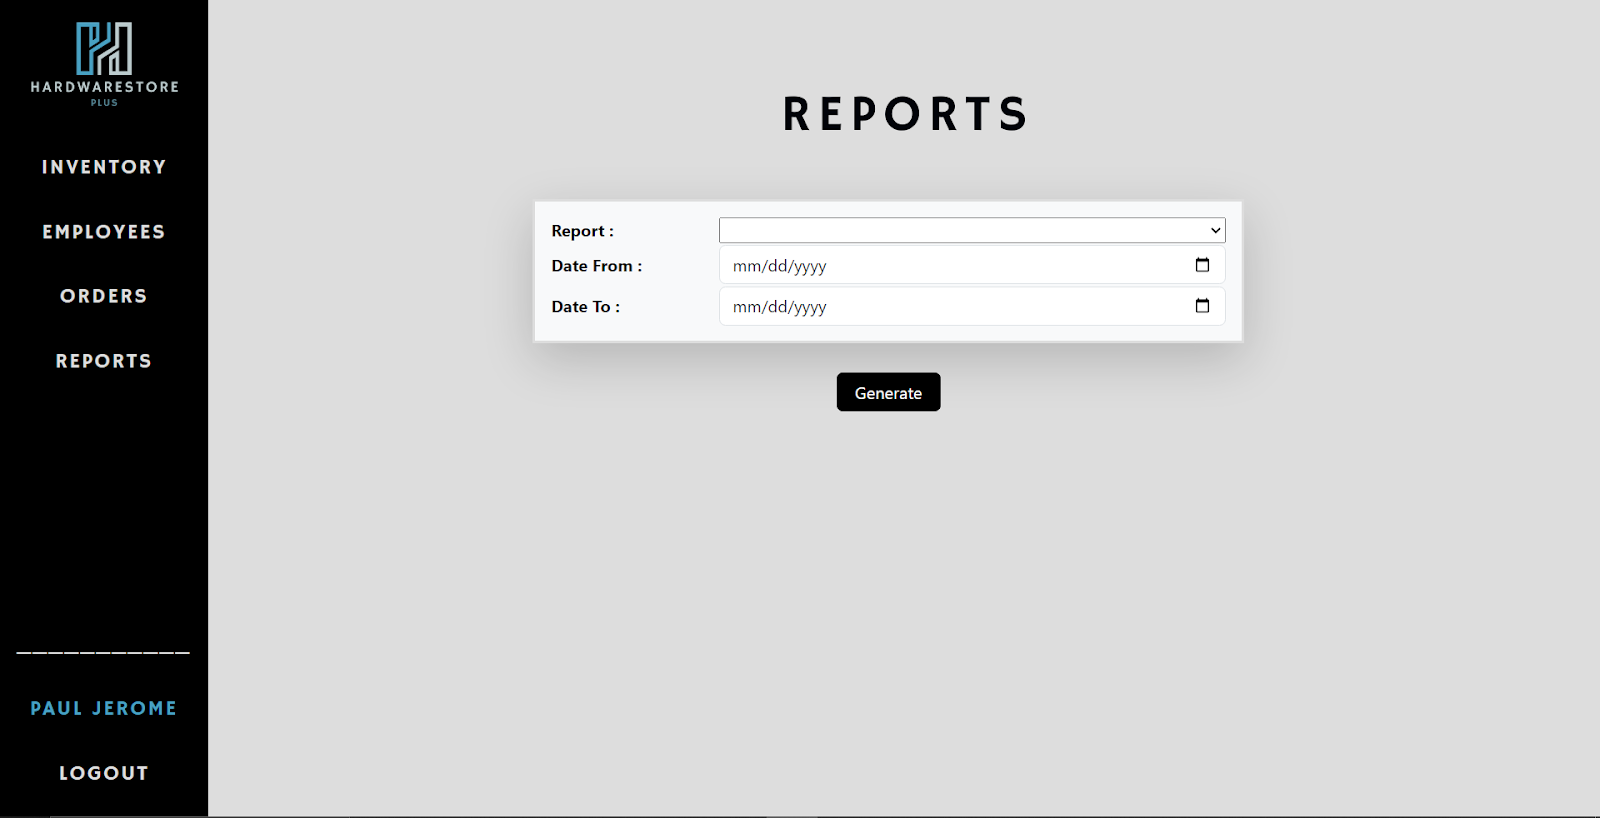 HARDWARESTORE
PLUS
INVENTORY
EMPLOYEES
ORDERS
REPORTS
PAUL JEROME
LOGOUT
REPORTS
Report :
Date From : mm/dd/yyyy
Date To : mm/dd/yyyy
Generate